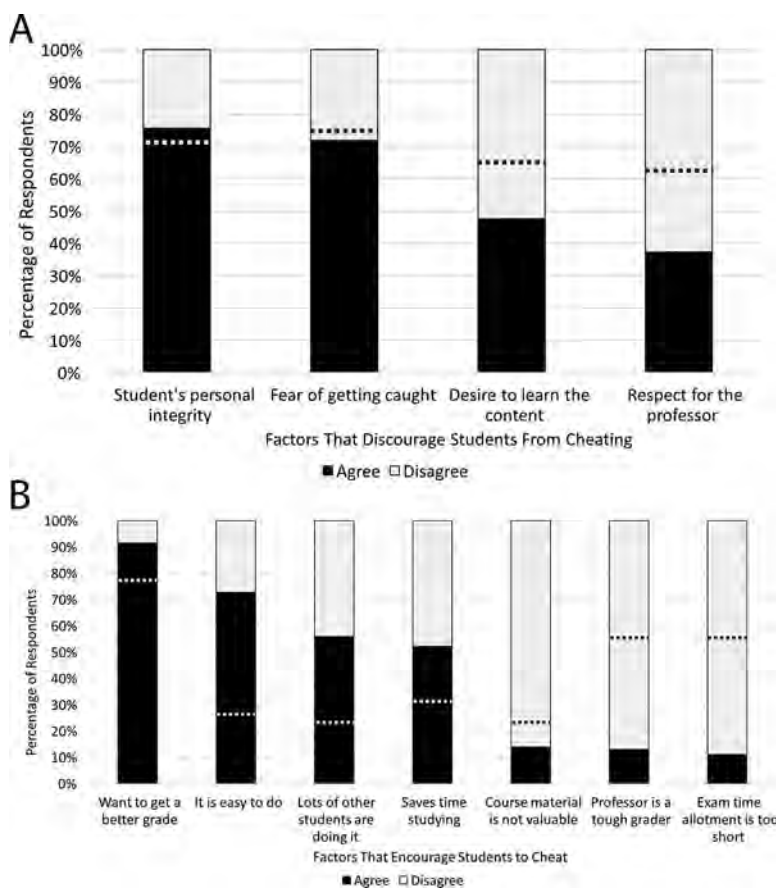 A
100%
90%
80%
70%
60%
50%
40%
30%
20%
10%
0%
Percentage of Respondents
Student's personal
integrity
Fear of getting caught
Desire to learn the
content
Respect for the
professor
Factors That Discourage Students From Cheating
Agree Disagree
B
100%
90%
80%
70%
60%
50%
40%
30%
20%
10%
0%
Percentage of Respondents
Want to get a
better grade
It is easy to do
Lots of other
students are
doing it
Saves time
studying
Course material
is not valuable
Professor is a
tough grader
Exam time
allotment is too
short
Factors That Encourage Students to Cheat
Agree Disagree